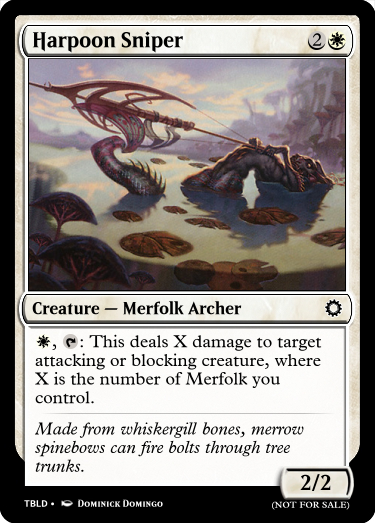 Harpoon Sniper 2
Creature — Merfolk Archer
, : This deals X damage to target
attacking or blocking creature, where
X is the number of Merfolk you
control.
Made from whiskergill bones, merrow
spinebows can fire bolts through tree
trunks.
2/2
TBLD • Dominick Domingo
(NOT FOR SALE)